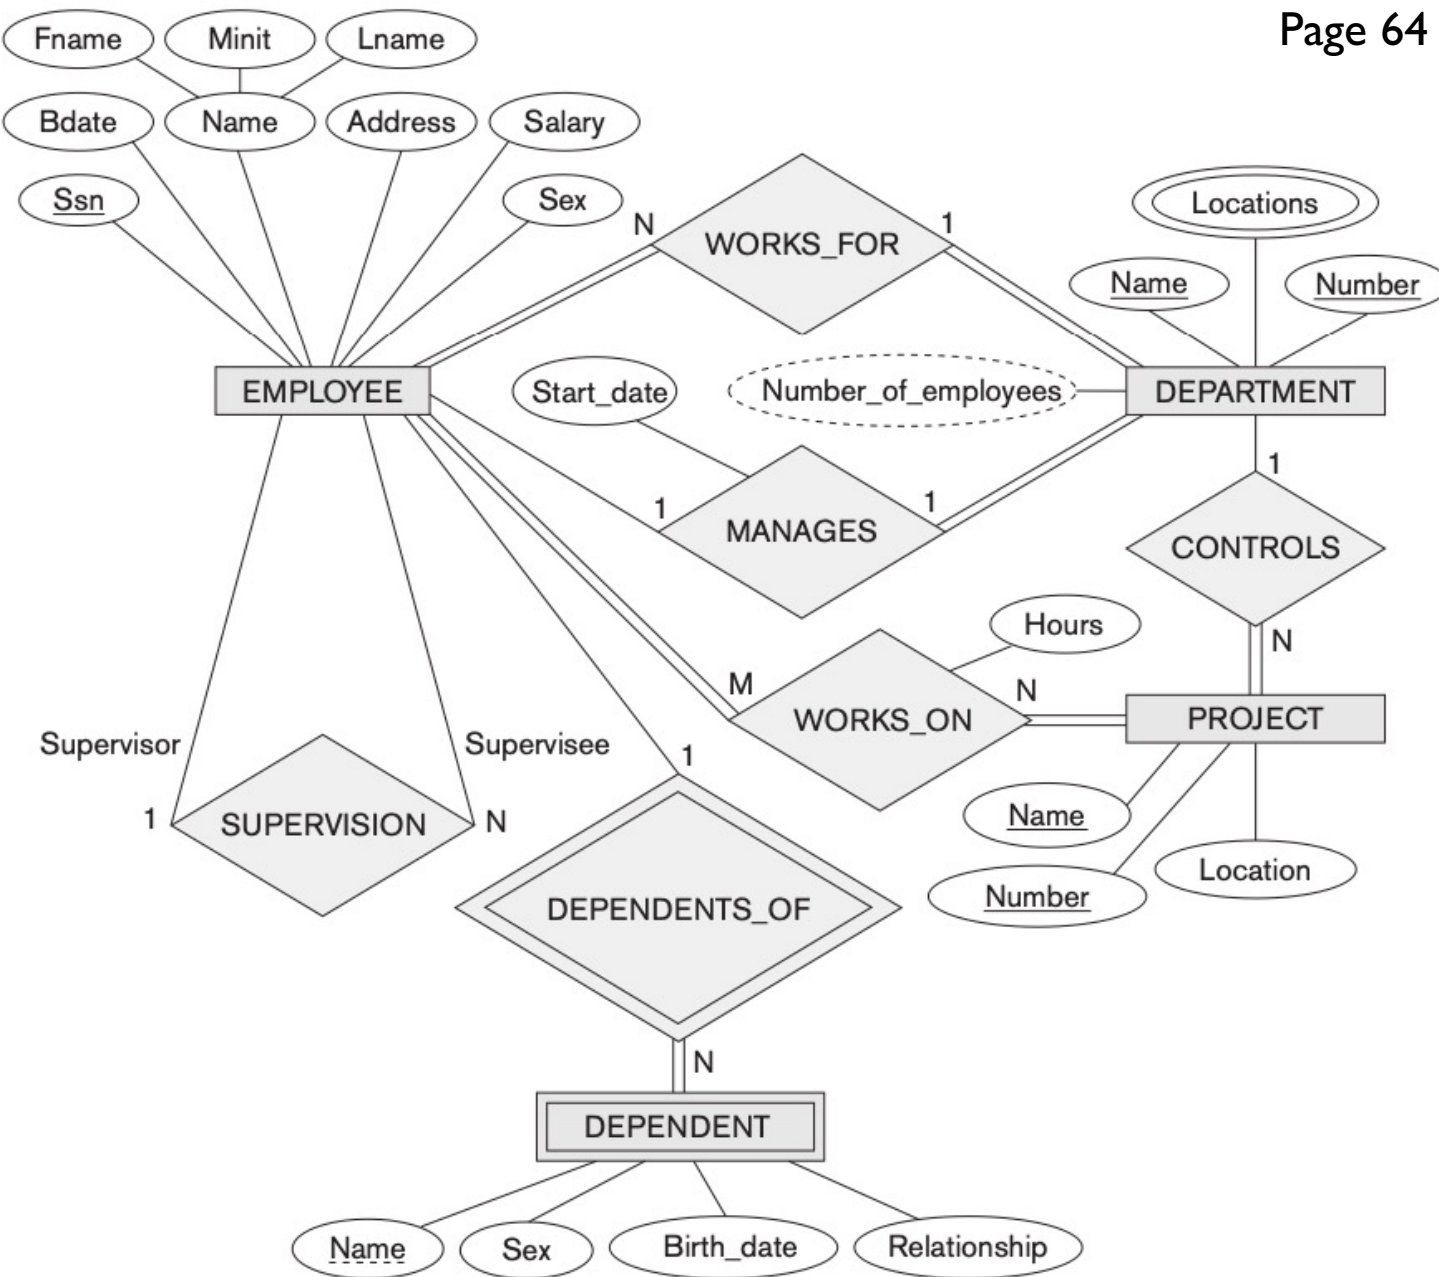 Page 64
Fname
Minit
Lname
Bdate
Name
Address
Salary
Ssn
Sex
N
WORKS_FOR
1
Locations
Name
Number
EMPLOYEE
Start_date
Number_of_employees
DEPARTMENT
1
MANAGES
1
1
CONTROLS
N
Hours
M
WORKS_ON
N
PROJECT
Supervisor
Supervisee
1
SUPERVISION
N
1
Name
Number
Location
DEPENDENTS_OF
N
DEPENDENT
Name
Sex
Birth_date
Relationship